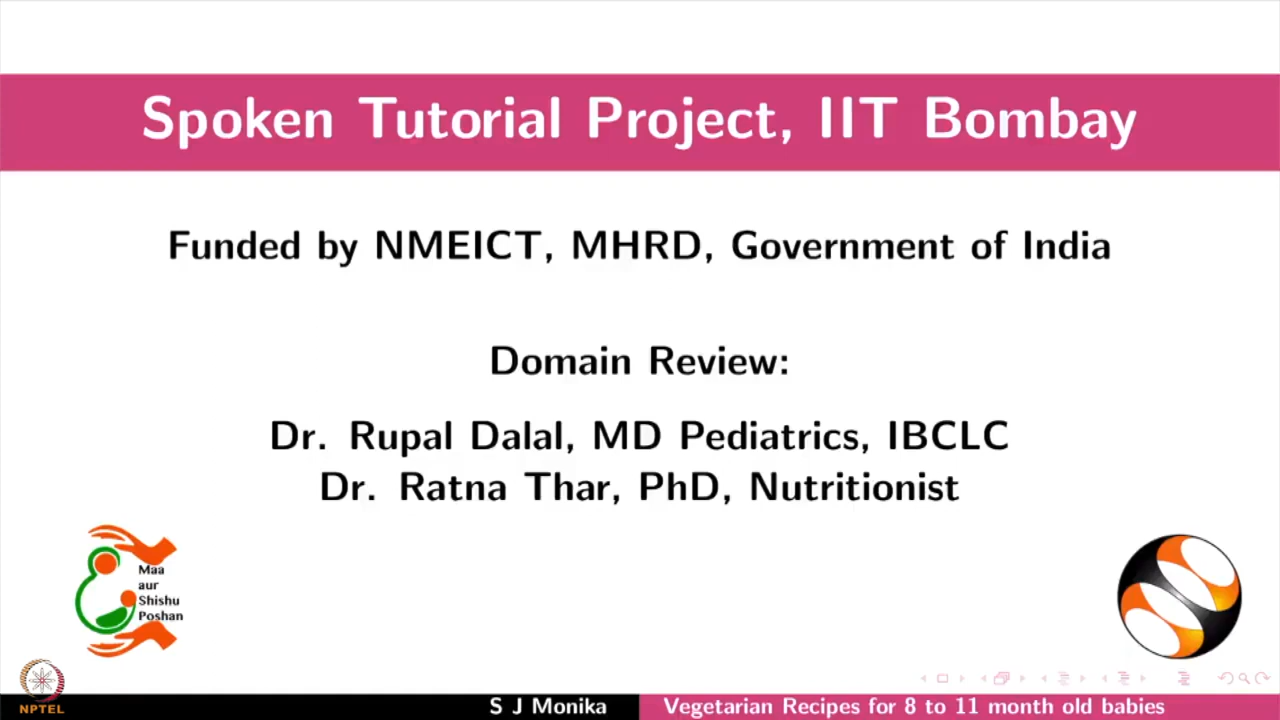 Spoken Tutorial Project, IIT Bombay
Funded by NMEICT, MHRD, Government of India
Domain Review:
Dr. Rupal Dalal, MD Pediatrics, IBCLC
Dr. Ratna Thar, PhD, Nutritionist
Maa
aur
Shishu
Poshan
NPTEL
S J Monika
Vegetarian Recipes for 8 to 11 month old babies